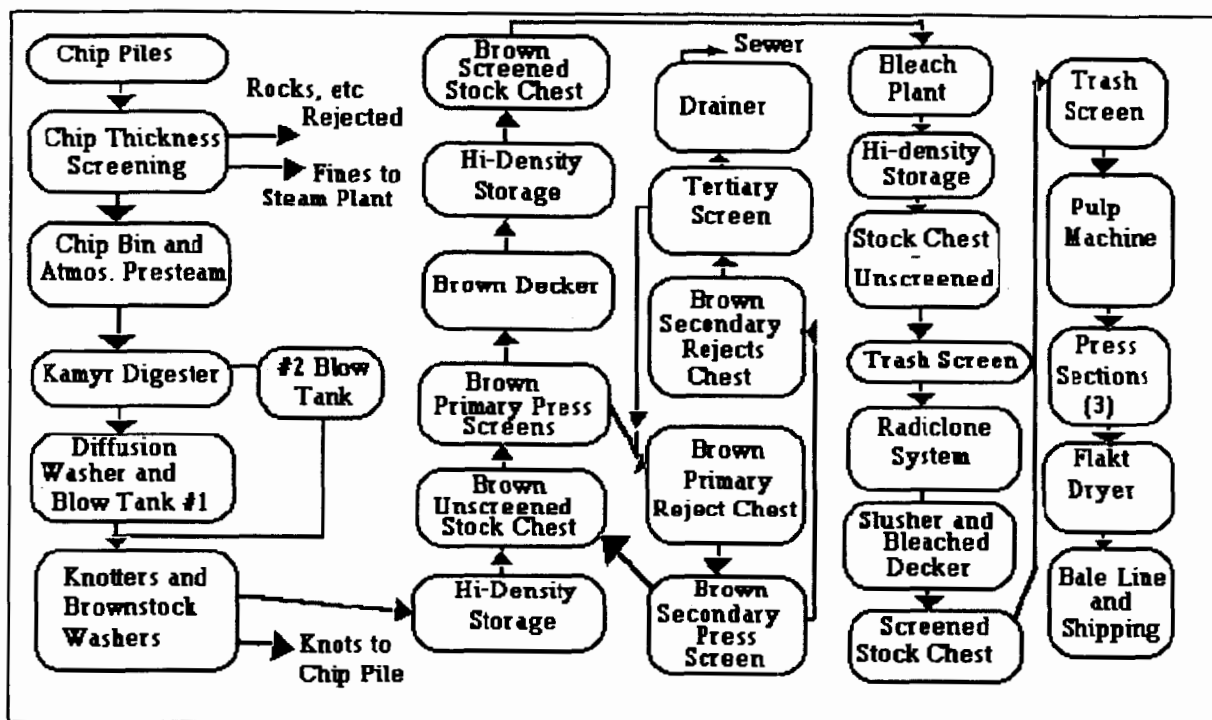 Chip Piles
Rocks, etc
Rejected
Chip Thickness
Screening
Fines to
Steam Plant
Chip Bin and
Atmos. Presteam
Kamyr Digester
#2 Blow
Tank
Diffusion
Washer and
Blow Tank #1
Knotters and
Brownstock
Washers
Knots to
Chip Pile
Brown
Screened
Stock Chest
Hi-Density
Storage
Brown Decker
Brown
Primary Press
Screens
Brown
Unscreened
Stock Chest
Hi-Density
Storage
Sewer
Drainer
Tertiary
Screen
Brown
Secondary
Rejects
Chest
Brown
Primary
Reject Chest
Brown
Secondary
Press
Screen
Bleach
Plant
Hi-density
Storage
Stock Chest
Unscreened
Trash Screen
Radiclone
System
Slusher and
Bleached
Decker
Screened
Stock Chest
Trash
Screen
Pulp
Machine
Press
Sections
(3)
Flakt
Dryer
Bale Line
and
Shipping